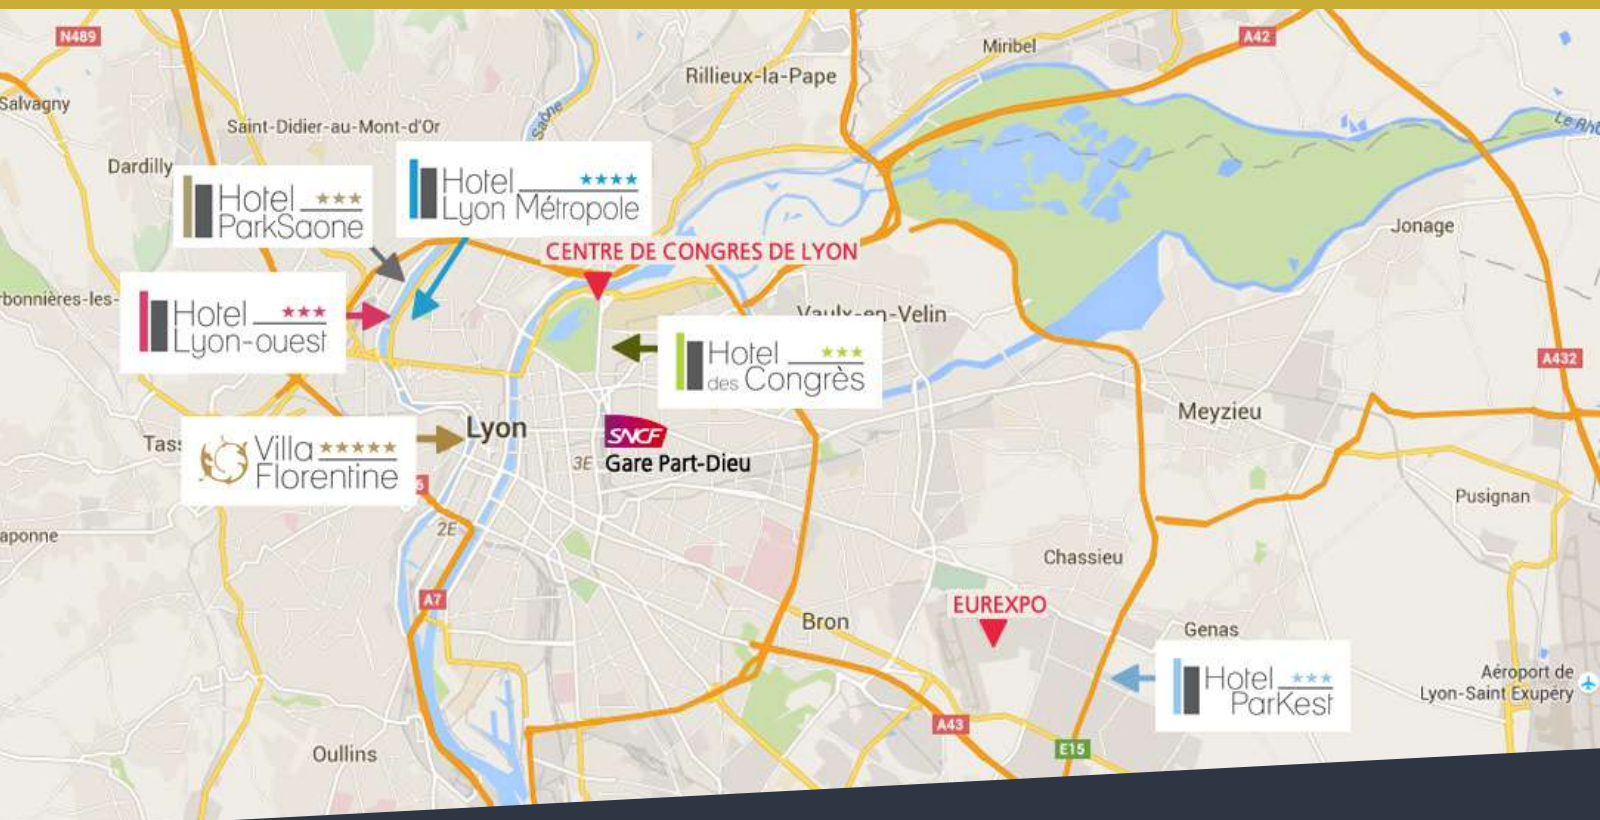 N489
Miribel
A42
Rillieux-la-Pape
Salvagny
Saône
Saint-Didier-au-Mont-d'Or
Le Rhô
Dardilly
Hotel ★★★
ParkSaone
Hotel ★★★★
Lyon Métropole
Jonage
CENTRE DE CONGRES DE LYON
rbonnières-les-
Hotel ★★★
Lyon-ouest
Vaulx-en-Velin
Hotel ★★★
des Congrès
A432
Meyzieu
Tass
Villa ★★★★★
Florentine
Lyon
SNCF
3E
Gare Part-Dieu
6
Pusignan
2E
aponne
Chassieu
A7
EUREXPO
Bron
Genas
Hotel ★★★
ParKest
Aéroport de
Lyon-Saint Exupéry
A43
E15
Oullins